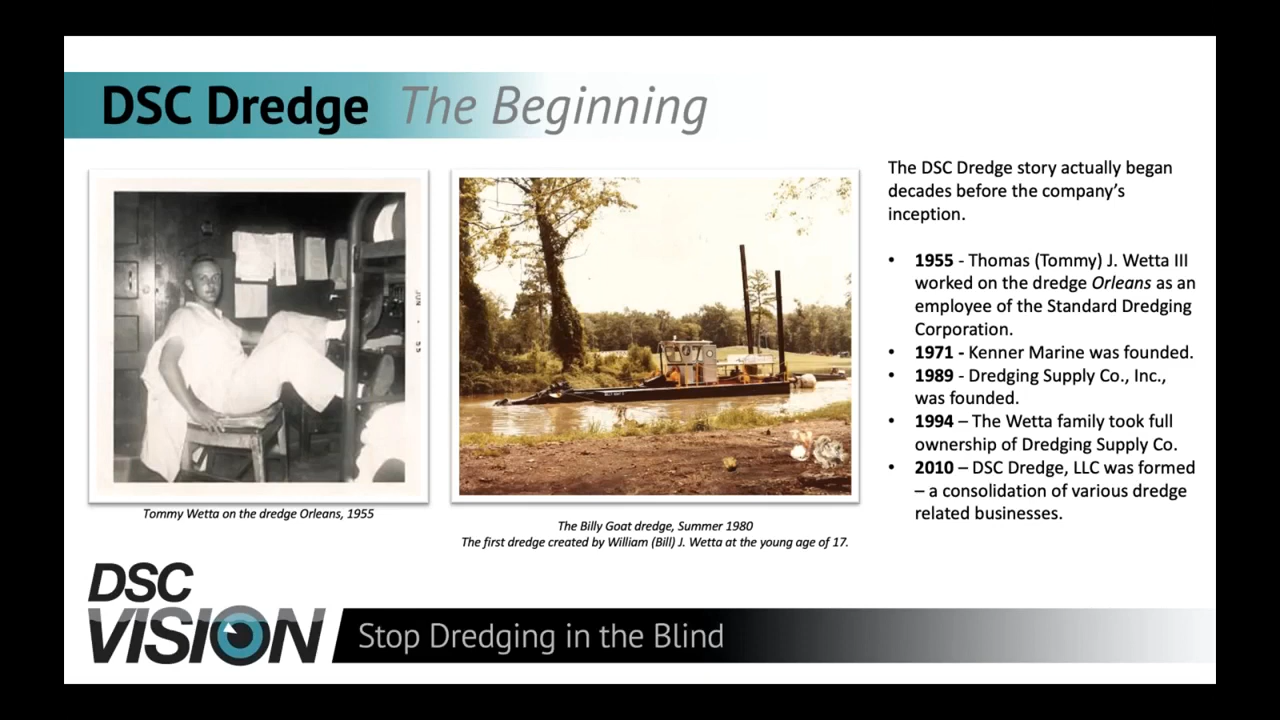 DSC Dredge The Beginning
The DSC Dredge story actually began
decades before the company’s
inception.
• 1955 - Thomas (Tommy) J. Wetta III
worked on the dredge Orleans as an
employee of the Standard Dredging
Corporation.
• 1971 - Kenner Marine was founded.
• 1989 - Dredging Supply Co., Inc.,
was founded.
• 1994 – The Wetta family took full
ownership of Dredging Supply Co.
• 2010 – DSC Dredge, LLC was formed
– a consolidation of various dredge
related businesses.
JUN • 55
Tommy Wetta on the dredge Orleans, 1955
The Billy Goat dredge, Summer 1980
The first dredge created by William (Bill) J. Wetta at the young age of 17.
DSC
VISION
Stop Dredging in the Blind